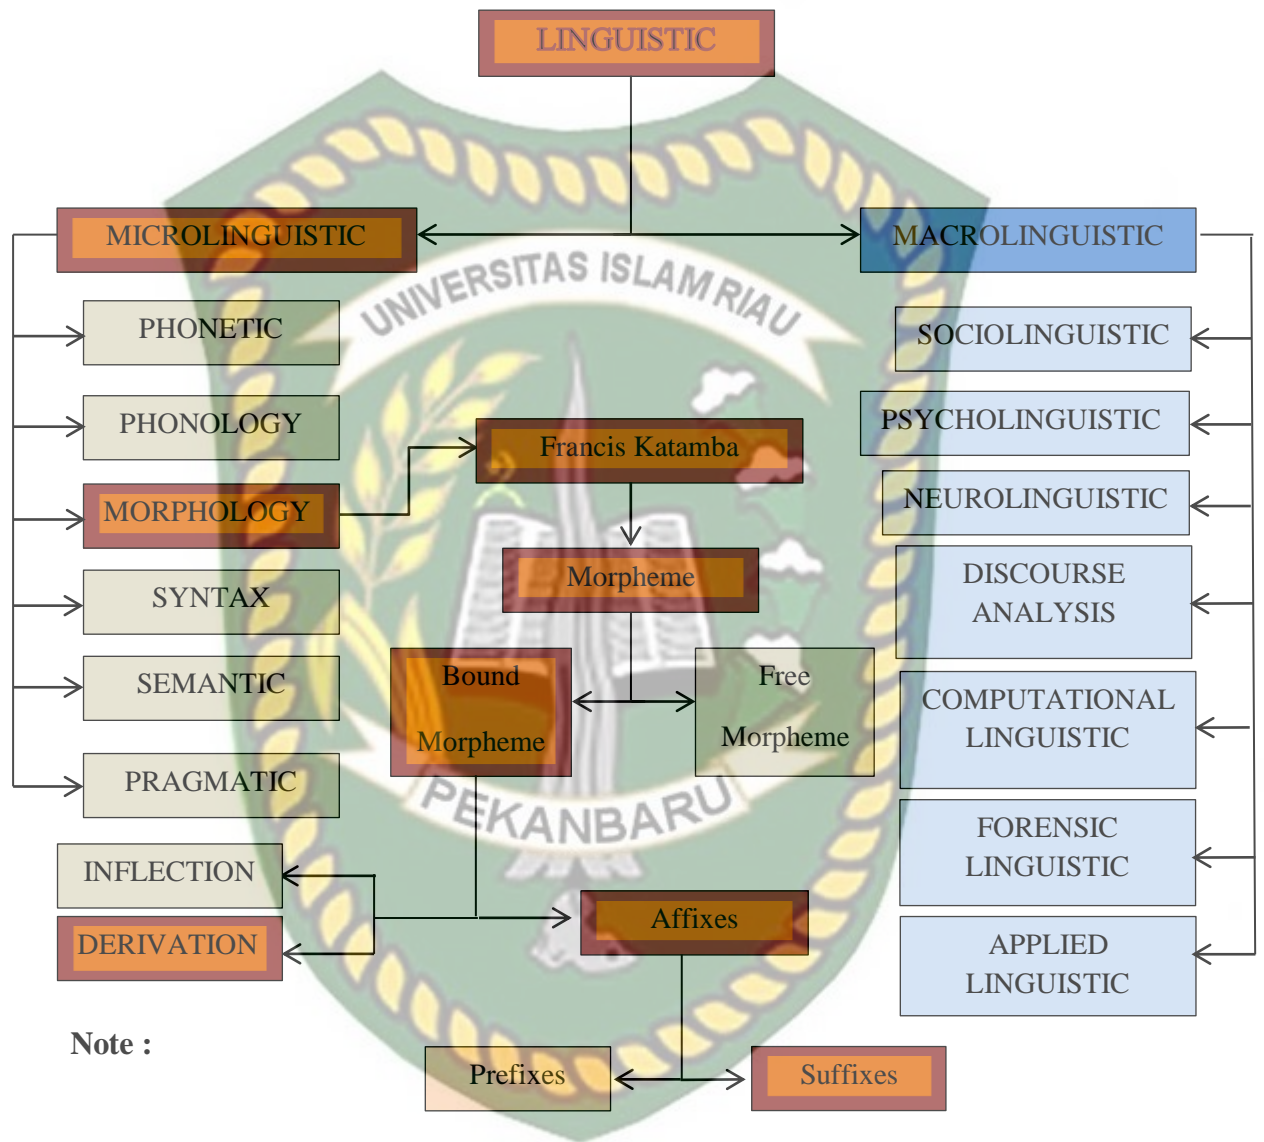 LINGUISTIC
MICROLINGUISTIC
MACROLINGUISTIC
UNIVERSITAS ISLAM RIAU
PHONETIC
SOCIOLINGUISTIC
PHONOLOGY
Francis Katamba
PSYCHOLINGUISTIC
MORPHOLOGY
NEUROLINGUISTIC
Morpheme
SYNTAX
DISCOURSE
ANALYSIS
SEMANTIC
Bound
Morpheme
Free
Morpheme
COMPUTATIONAL
LINGUISTIC
PRAGMATIC
PEKANBARU
INFLECTION
FORENSIC
LINGUISTIC
DERIVATION
Affixes
APPLIED
LINGUISTIC
Note :
Prefixes
Suffixes